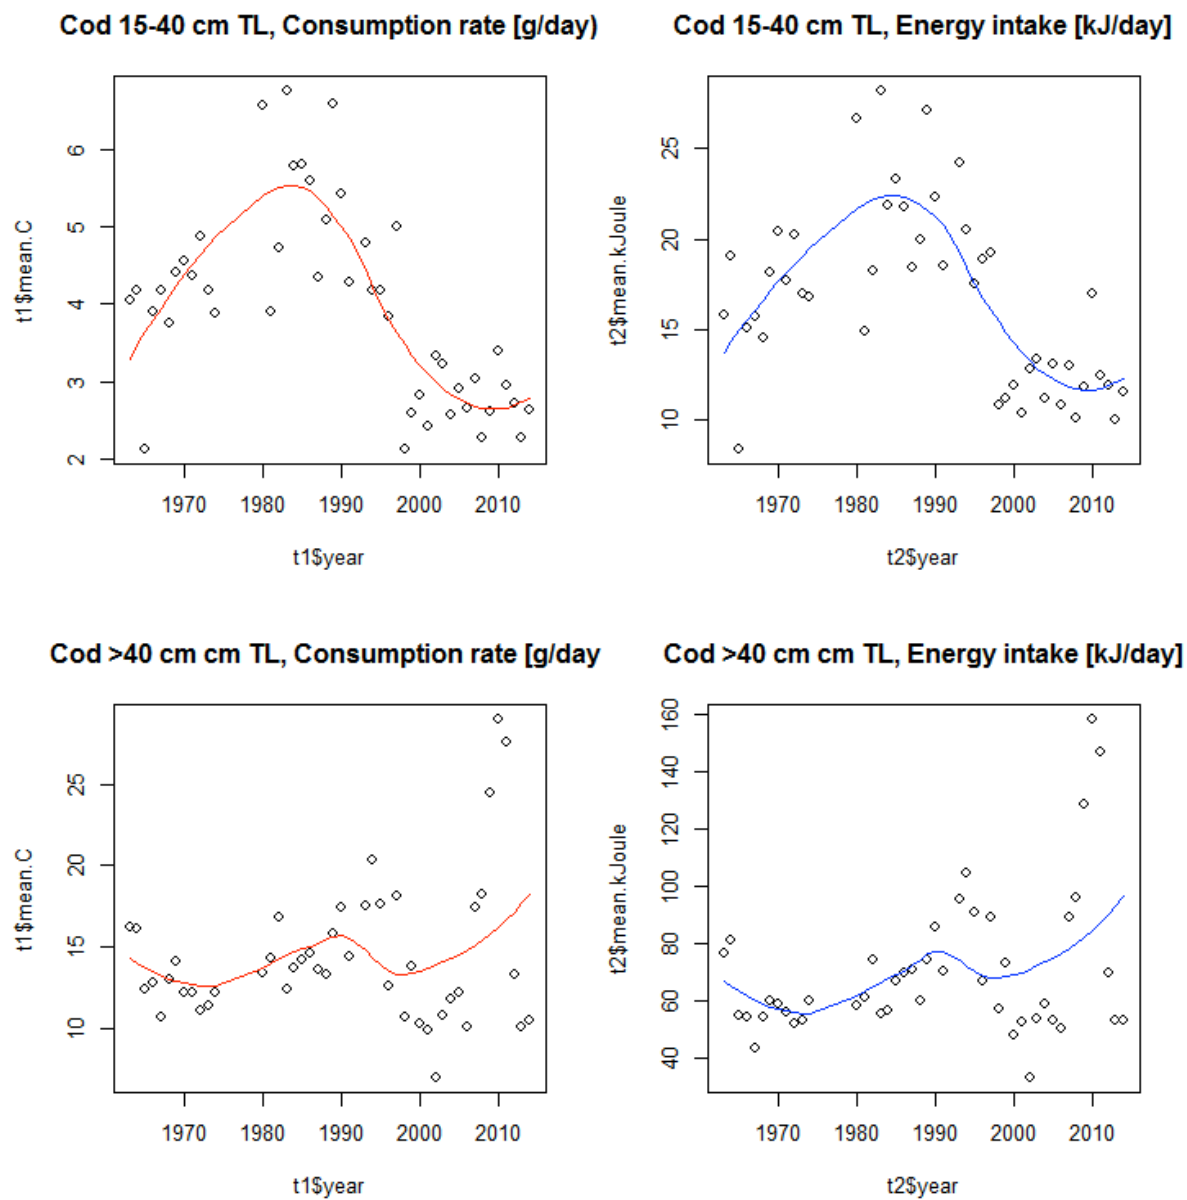 Cod 15-40 cm TL, Consumption rate [g/day)
t1$mean.C
6
5
4
3
2
1970 1980 1990 2000 2010
t1$year
Cod 15-40 cm TL, Energy intake [kJ/day]
t2$mean.kJoule
25
20
15
10
1970 1980 1990 2000 2010
t2$year
Cod >40 cm cm TL, Consumption rate [g/day
t1$mean.C
25
20
15
10
1970 1980 1990 2000 2010
t1$year
Cod >40 cm cm TL, Energy intake [kJ/day]
t2$mean.kJoule
160
140
120
100
80
60
40
1970 1980 1990 2000 2010
t2$year